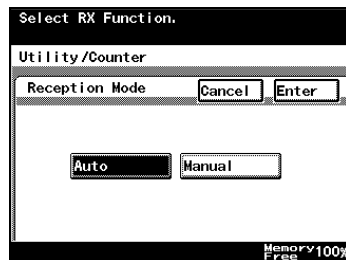 Select RX Function.
Utility/Counter
Reception Mode Cancel Enter
Auto Manual
Memory Free 100%